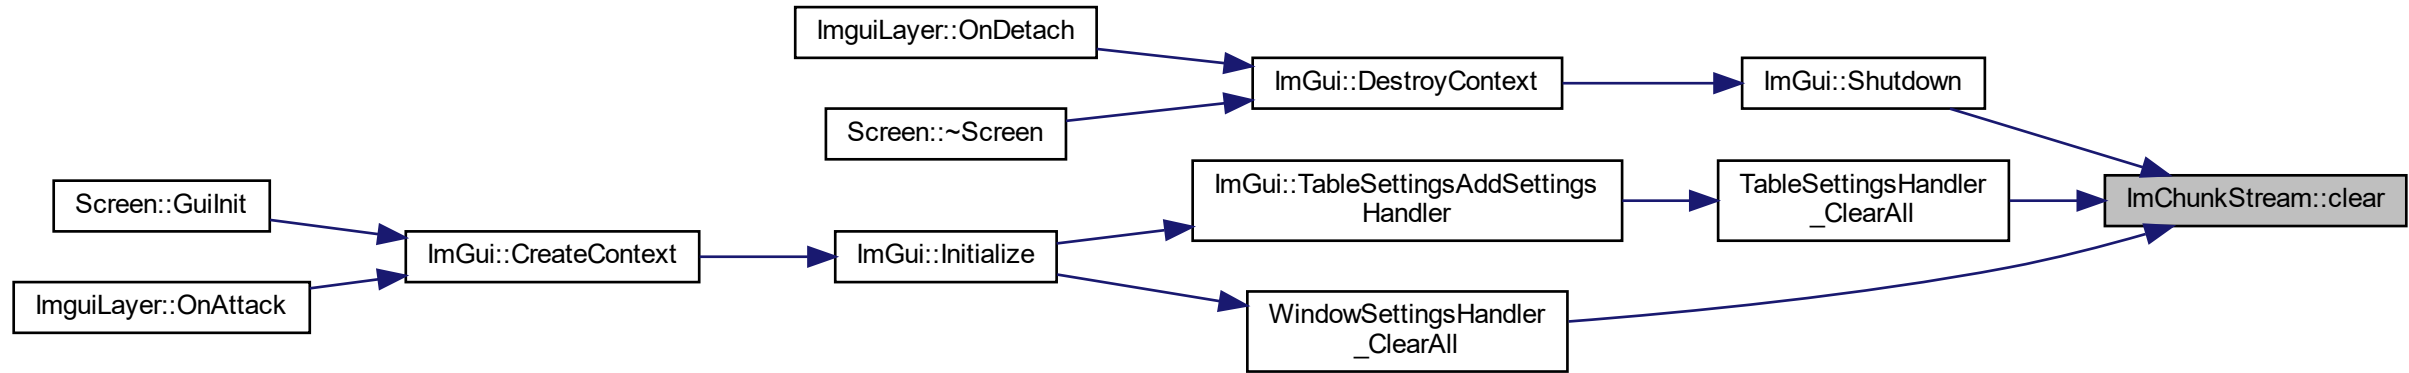 ImguiLayer::OnDetach
ImGui::DestroyContext
ImGui::Shutdown
Screen::~Screen
ImGui::TableSettingsAddSettings
Handler
TableSettingsHandler
_ClearAll
ImChunkStream::clear
Screen::GuiInit
ImGui::CreateContext
ImGui::Initialize
ImguiLayer::OnAttack
WindowSettingsHandler
_ClearAll